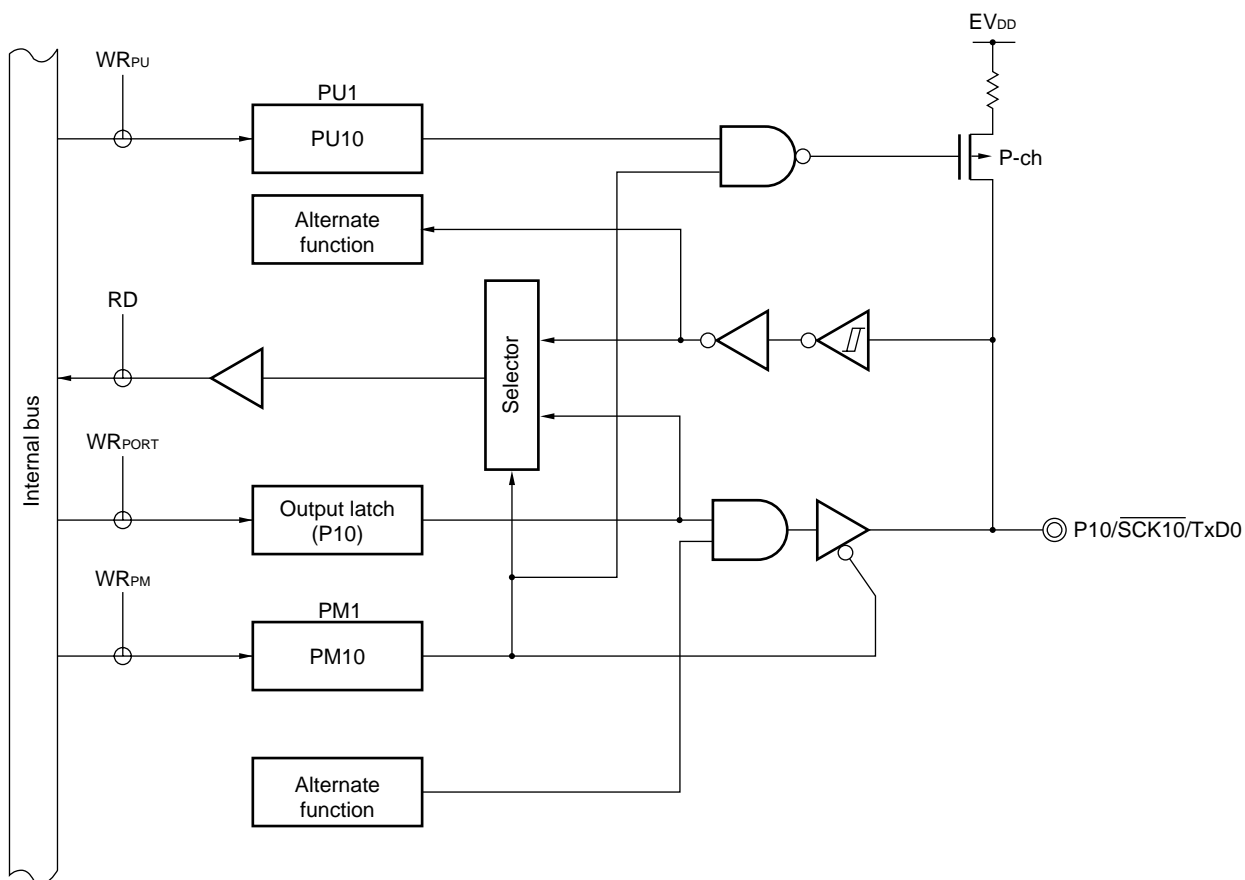 EVDD
WRPU
PU1
PU10
P-ch
Alternate
function
RD
Selector
Internal bus
WRPORT
Output latch
(P10)
P10/SCK10/TxD0
WRPM
PM1
PM10
Alternate
function